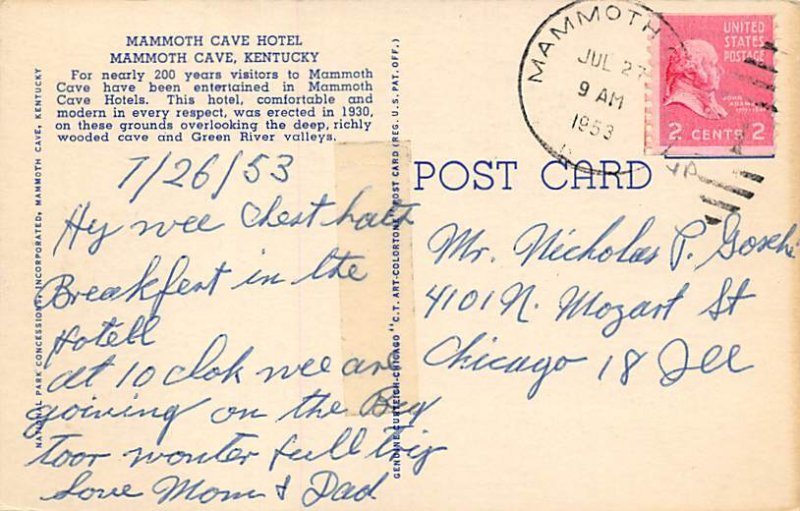 MAMMOTH CAVE HOTEL
MAMMOTH CAVE, KENTUCKY
For nearly 200 years visitors to Mammoth
Cave have been entertained in Mammoth
Cave Hotels. This hotel, comfortable and
modern in every respect, was erected in 1930,
on these grounds overlooking the deep, richly
wooded cave and Green River valleys.
7/26/53
Hy wee chest hatt
Breakfest in the
Hotell
at 10 clok wee are
goiving on the Beg
toor wonter full trip
Love Mom & Dad
NATIONAL PARK CONCESSIONS, INCORPORATED, MAMMOTH CAVE, KENTUCKY
GENUINE CURTEICH-CHICAGO "C.T. ART-COLORTONE" POST CARD (REG. U.S. PAT. OFF.)
POST CARD
MAMMOTH
JUL 27
9 AM
1953
UNITED
STATES
POSTAGE
JOHN ADAMS
2 CENTS 2
Mr. Nicholas P. Gosch
4101 N. Mozart St
Chicago 18 Ill